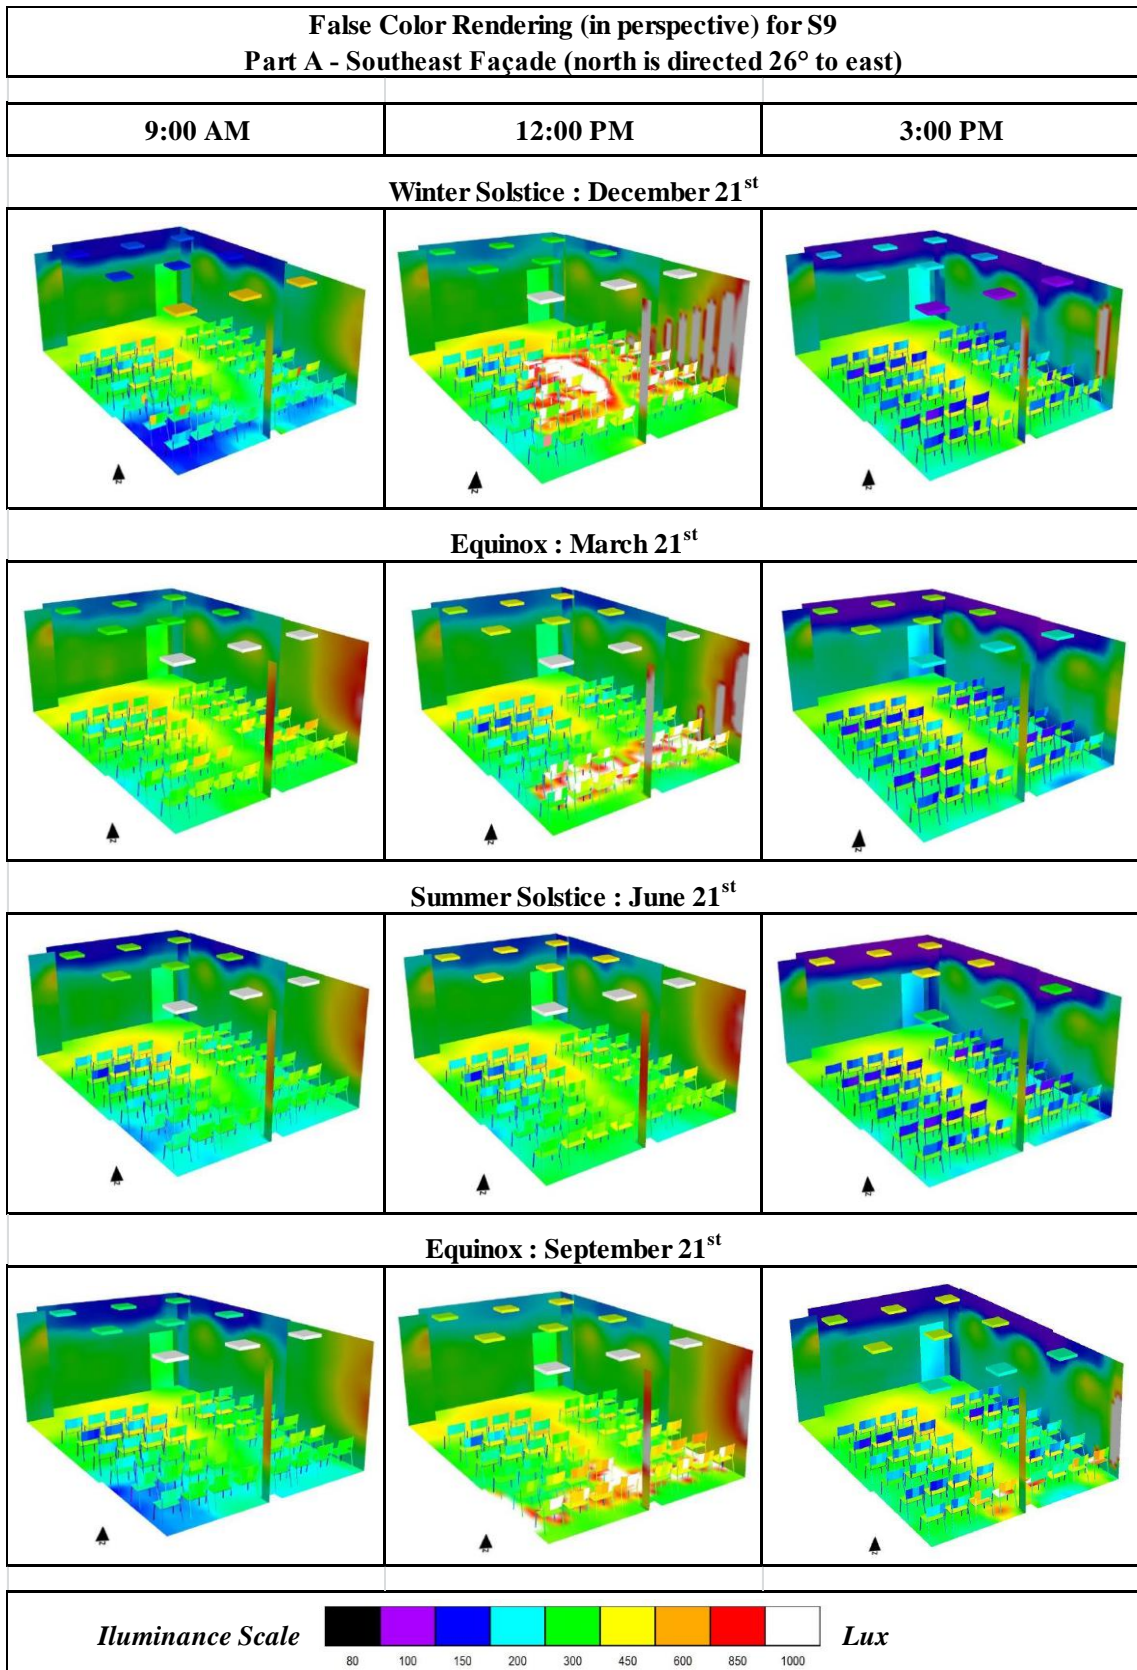 False Color Rendering (in perspective) for S9
Part A - Southeast Façade (north is directed 26° to east)
9:00 AM 12:00 PM 3:00 PM
Winter Solstice : December 21st
N N N
Equinox : March 21st
N N N
Summer Solstice : June 21st
N N N
Equinox : September 21st
N N N
Iluminance Scale Lux
80 100 150 200 300 450 600 850 1000